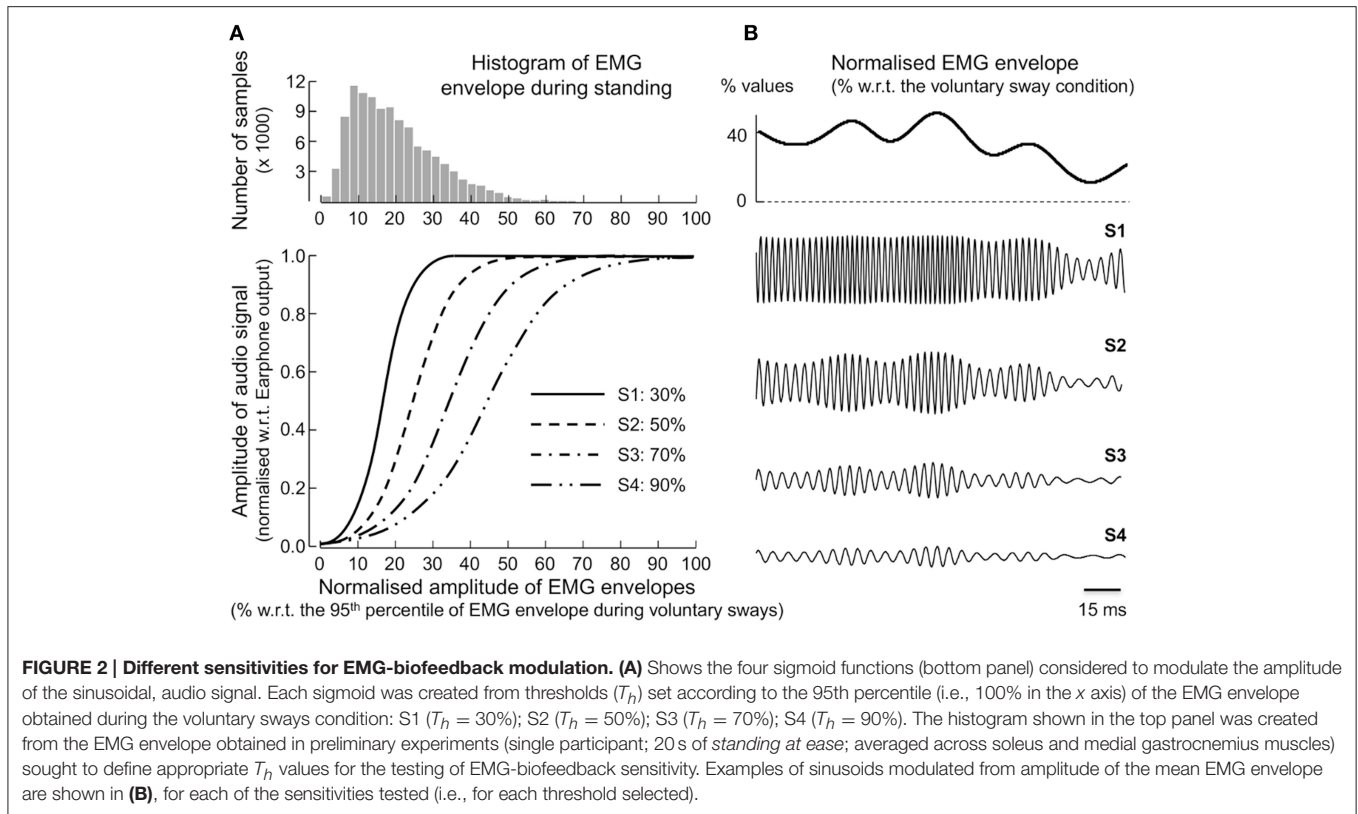 A
Histogram of EMG
envelope during standing
Number of samples
(x 1000)
12
9
6
3
0 10 20 30 40 50 60 70 80 90 100
Amplitude of audio signal
(normalised w.r.t. Earphone output)
1.0
0.8
0.6
0.4
0.2
0.0
S1: 30%
S2: 50%
S3: 70%
S4: 90%
0 10 20 30 40 50 60 70 80 90 100
Normalised amplitude of EMG envelopes
(% w.r.t. the 95th percentile of EMG envelope during voluntary sways)
B
Normalised EMG envelope
% values (% w.r.t. the voluntary sway condition)
40
0
S1
S2
S3
S4
15 ms
FIGURE 2 | Different sensitivities for EMG-biofeedback modulation. (A) Shows the four sigmoid functions (bottom panel) considered to modulate the amplitude
of the sinusoidal, audio signal. Each sigmoid was created from thresholds (Th) set according to the 95th percentile (i.e., 100% in the x axis) of the EMG envelope
obtained during the voluntary sways condition: S1 (Th = 30%); S2 (Th = 50%); S3 (Th = 70%); S4 (Th = 90%). The histogram shown in the top panel was created
from the EMG envelope obtained in preliminary experiments (single participant; 20 s of standing at ease; averaged across soleus and medial gastrocnemius muscles)
sought to define appropriate Th values for the testing of EMG-biofeedback sensitivity. Examples of sinusoids modulated from amplitude of the mean EMG envelope
are shown in (B), for each of the sensitivities tested (i.e., for each threshold selected).